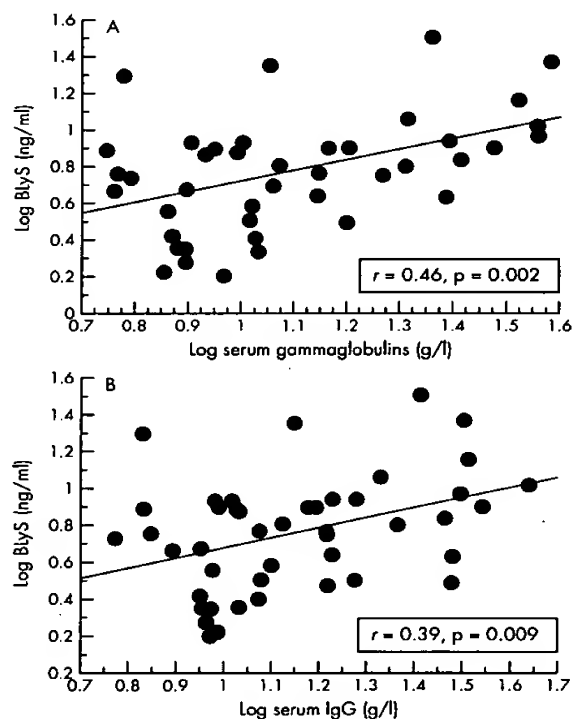 A
Log BLyS (ng/ml)
1.6
1.4
1.2
1
0.8
0.6
0.4
0.2
0
r = 0.46, p = 0.002
0.7 0.8 0.9 1 1.1 1.2 1.3 1.4 1.5 1.6
Log serum gammaglobulins (g/l)
B
Log BLyS (ng/ml)
1.6
1.4
1.2
1
0.8
0.6
0.4
0.2
r = 0.39, p = 0.009
0.7 0.8 0.9 1 1.1 1.2 1.3 1.4 1.5 1.6 1.7
Log serum IgG (g/l)